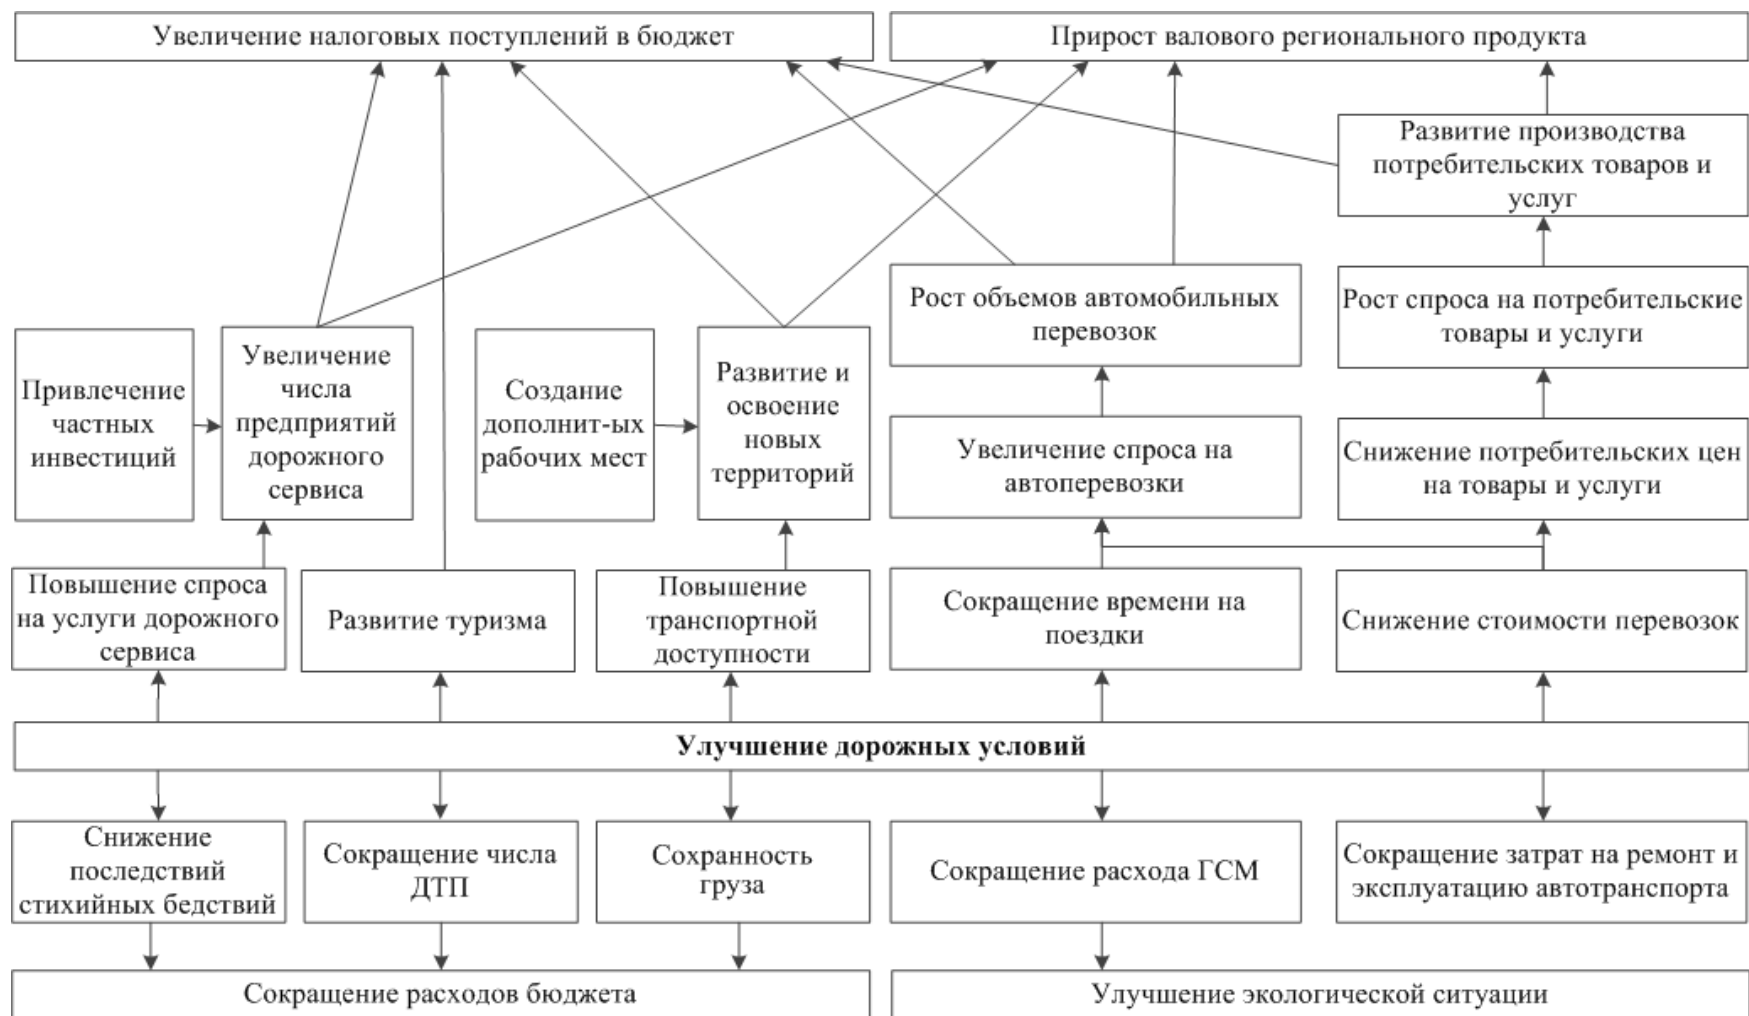 Увеличение налоговых поступлений в бюджет
Прирост валового регионального продукта
Развитие производства
потребительских товаров и
услуг
Рост объемов автомобильных
перевозок
Рост спроса на потребительские
товары и услуги
Привлечение
частных
инвестиций
Увеличение
числа
предприятий
дорожного
сервиса
Создание
дополнит-ых
рабочих мест
Развитие и
освоение
новых
территорий
Увеличение спроса на
автоперевозки
Снижение потребительских цен
на товары и услуги
Повышение спроса
на услуги дорожного
сервиса
Развитие туризма
Повышение
транспортной
доступности
Сокращение времени на
поездки
Снижение стоимости перевозок
Улучшение дорожных условий
Снижение
последствий
стихийных бедствий
Сокращение числа
ДТП
Сохранность
груза
Сокращение расхода ГСМ
Сокращение затрат на ремонт и
эксплуатацию автотранспорта
Сокращение расходов бюджета
Улучшение экологической ситуации